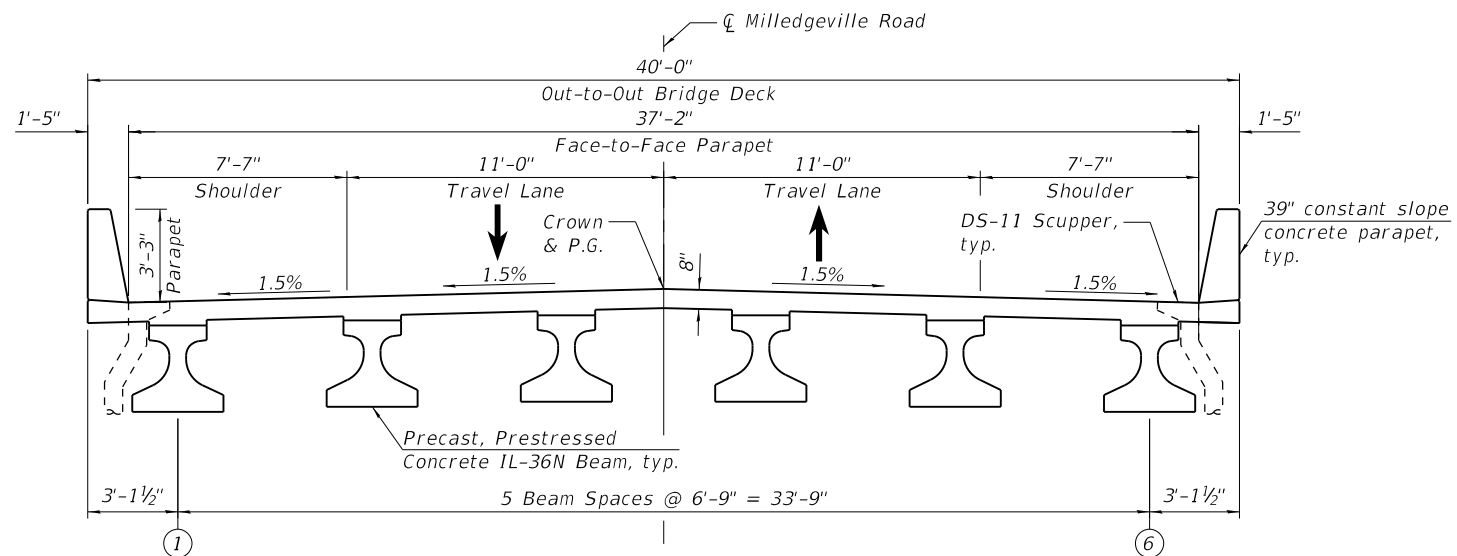 ℄ Milledgeville Road
40'-0"
Out-to-Out Bridge Deck
1'-5"
37'-2"
1'-5"
Face-to-Face Parapet
7'-7"
11'-0"
11'-0"
7'-7"
Shoulder
Travel Lane
Travel Lane
Shoulder
3'-3"
Parapet
Crown
& P.G.
DS-11 Scupper,
typ.
39" constant slope
concrete parapet,
typ.
8"
1.5%
1.5%
1.5%
1.5%
Precast, Prestressed
Concrete IL-36N Beam, typ.
3'-1½"
5 Beam Spaces @ 6'-9" = 33'-9"
3'-1½"
1
6